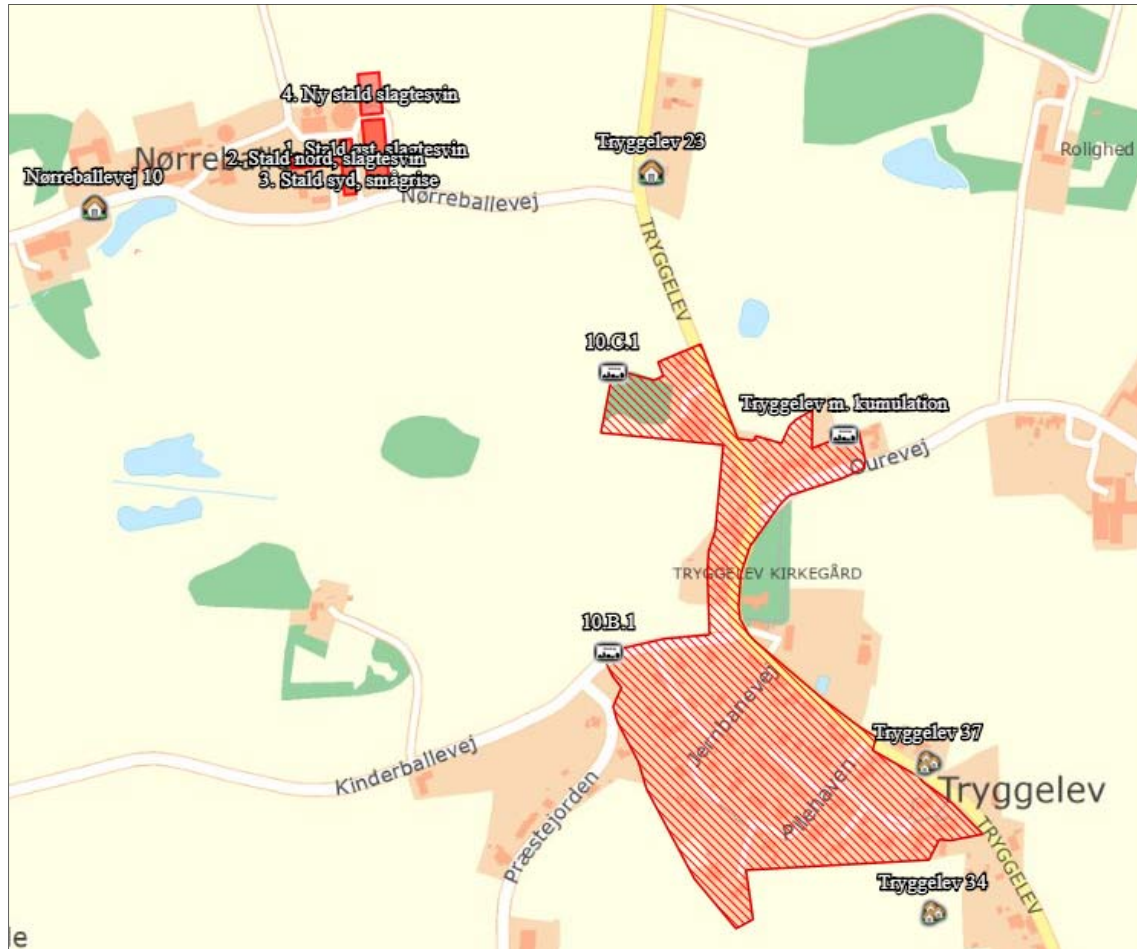 4. Ny stald slagtesvin
1. Stald øst, slagtesvin
Nørreb
2. Stald nord, slagtesvin
3. Stald syd, smågrise
Nørreballevej 10
Nørreballevej
Tryggelev 23
Rolighed
TRYGGELEV
10.C.1
Tryggelev m. kumulation
Ourevej
TRYGGELEV KIRKEGÅRD
10.B.1
Jernbanevej
Tryggelev 37
Kinderballevej
Pilehaven
Tryggelev
Præstejorden
TRYGGELEV
Tryggelev 34
le